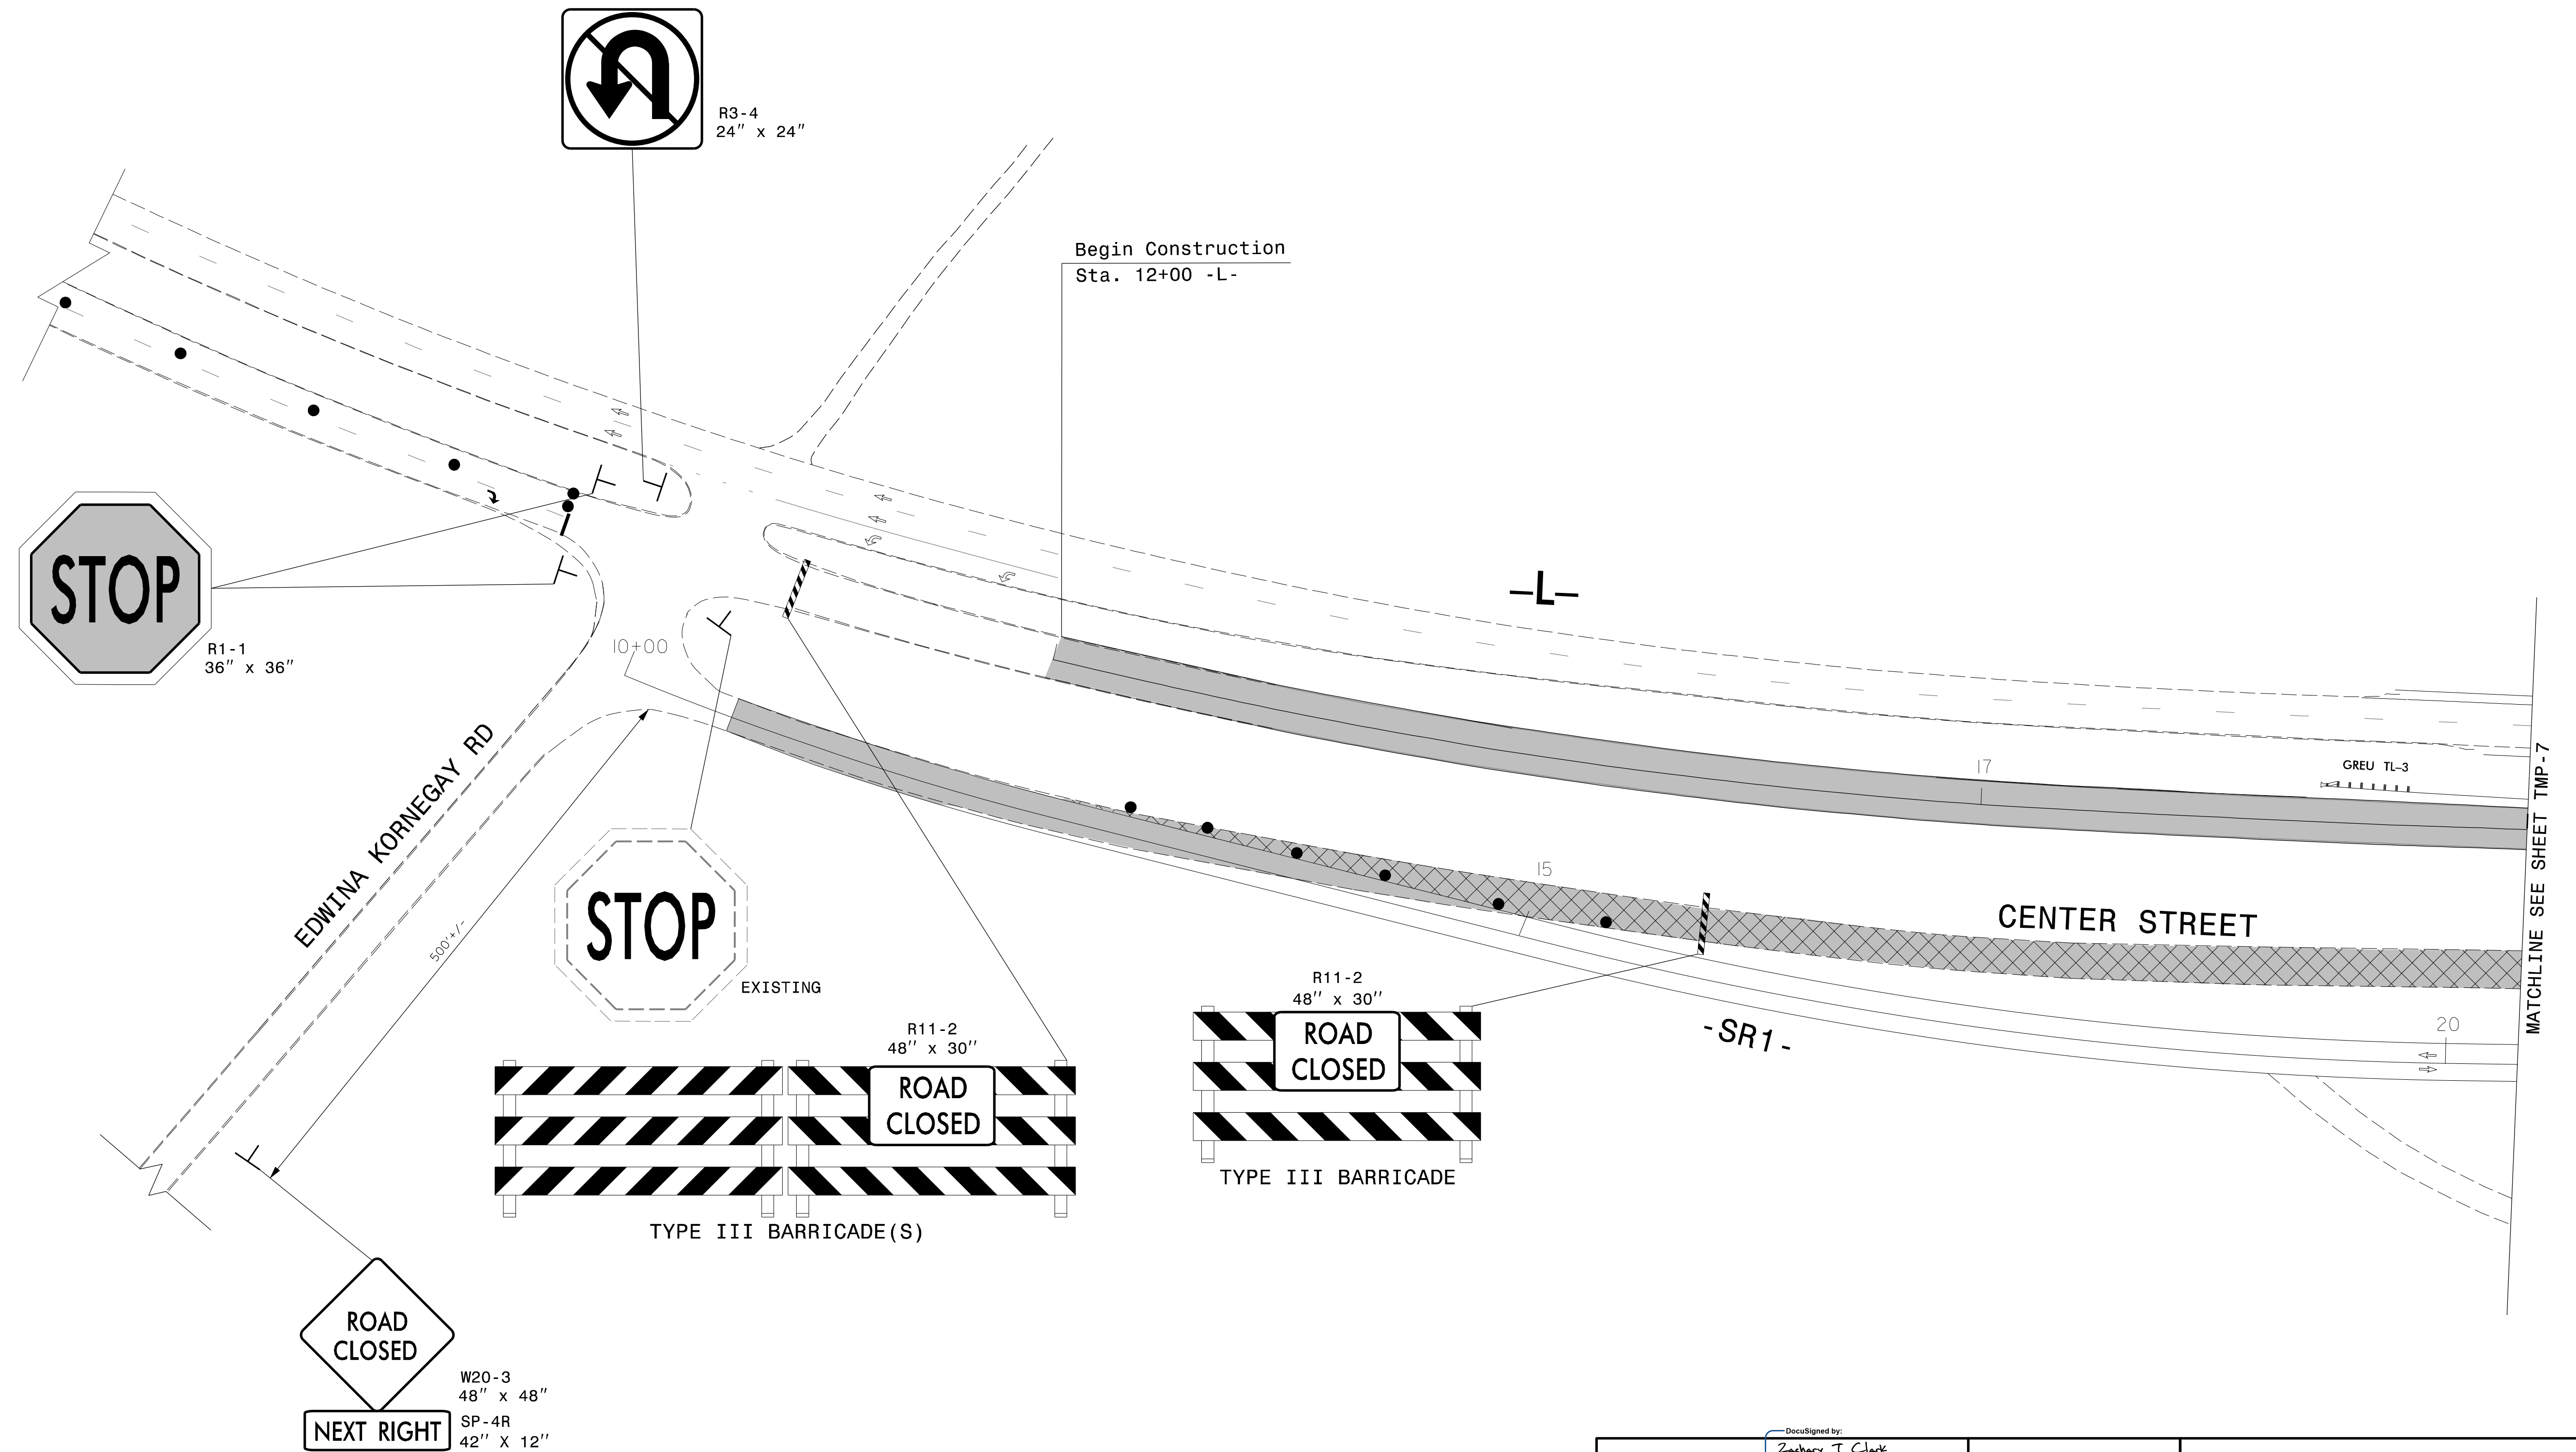 R3-4
24" x 24"
Begin Construction
Sta. 12+00 -L-
STOP
R1-1
36" x 36"
-L-
10+00
EDWINA KORNEGAY RD
500'+/-
17
GREU TL-3
MATCHLINE SEE SHEET TMP-7
15
CENTER STREET
STOP
EXISTING
R11-2
48" x 30"
ROAD
CLOSED
TYPE III BARRICADE
-SR1-
20
R11-2
48" x 30"
ROAD
CLOSED
TYPE III BARRICADE(S)
ROAD
CLOSED
W20-3
48" x 48"
NEXT RIGHT
SP-4R
42" X 12"
DocuSigned by:
Zachary T. Clark